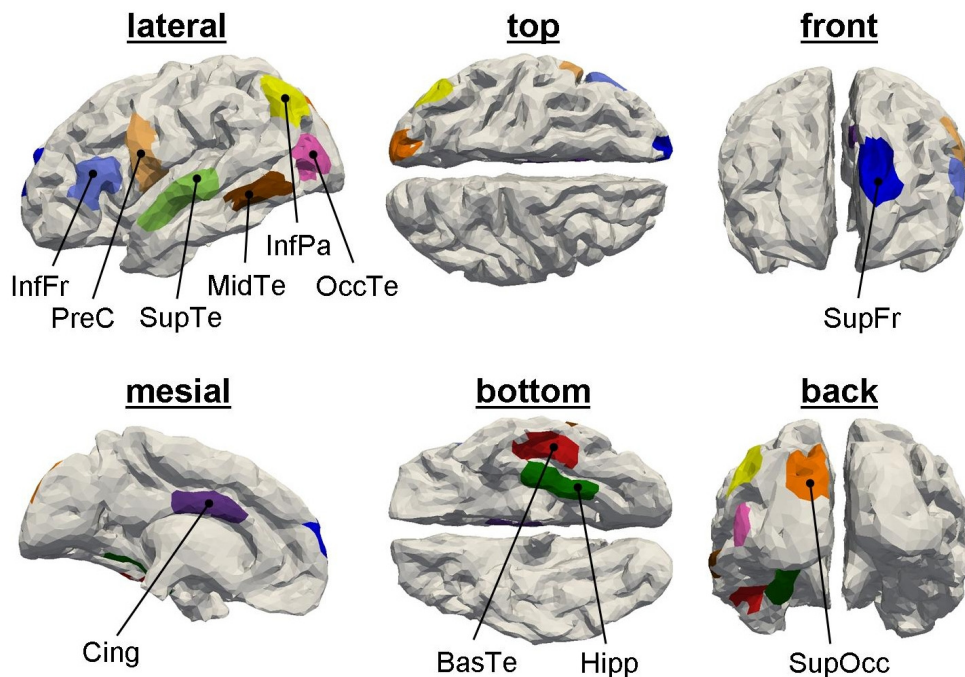 lateral
top
front
InfFr
PreC
SupTe
MidTe
InfPa
OccTe
SupFr
mesial
bottom
back
Cing
BasTe
Hipp
SupOcc